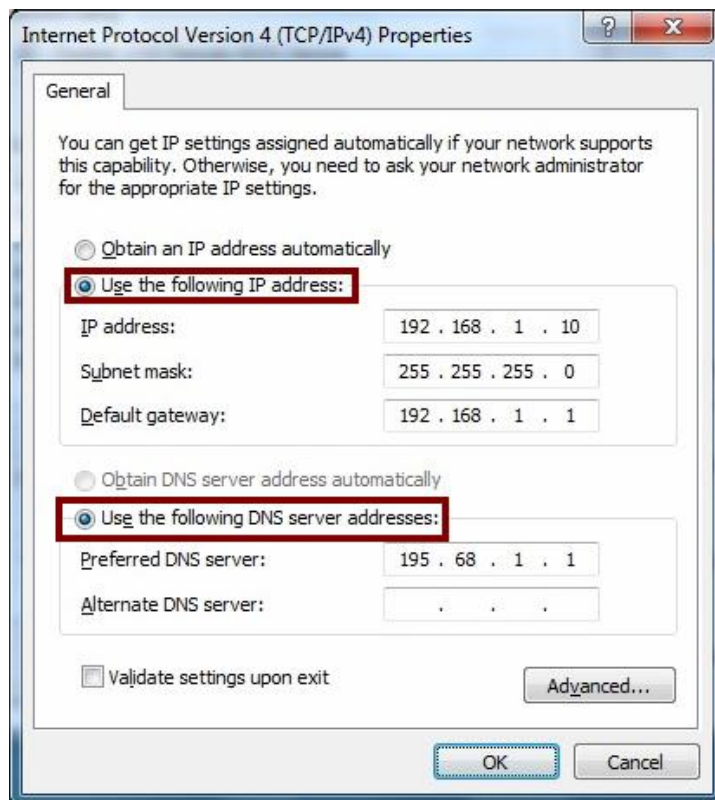 Internet Protocol Version 4 (TCP/IPv4) Properties
General
You can get IP settings assigned automatically if your network supports
this capability. Otherwise, you need to ask your network administrator
for the appropriate IP settings.
Obtain an IP address automatically
Use the following IP address:
IP address: 192 . 168 . 1 . 10
Subnet mask: 255 . 255 . 255 . 0
Default gateway: 192 . 168 . 1 . 1
Obtain DNS server address automatically
Use the following DNS server addresses:
Preferred DNS server: 195 . 68 . 1 . 1
Alternate DNS server: . . .
Validate settings upon exit
Advanced...
OK Cancel